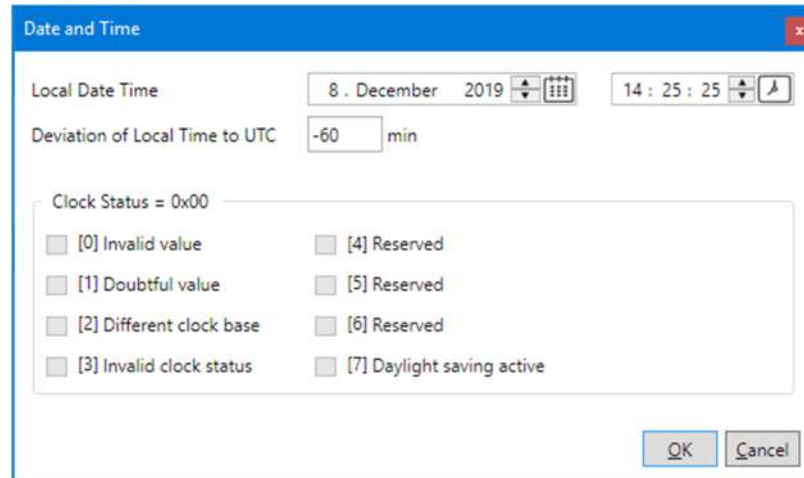 Date and Time
Local Date Time 8. December 2019 14: 25: 25
Deviation of Local Time to UTC -60 min
Clock Status = 0x00
[0] Invalid value [4] Reserved
[1] Doubtful value [5] Reserved
[2] Different clock base [6] Reserved
[3] Invalid clock status [7] Daylight saving active
OK Cancel